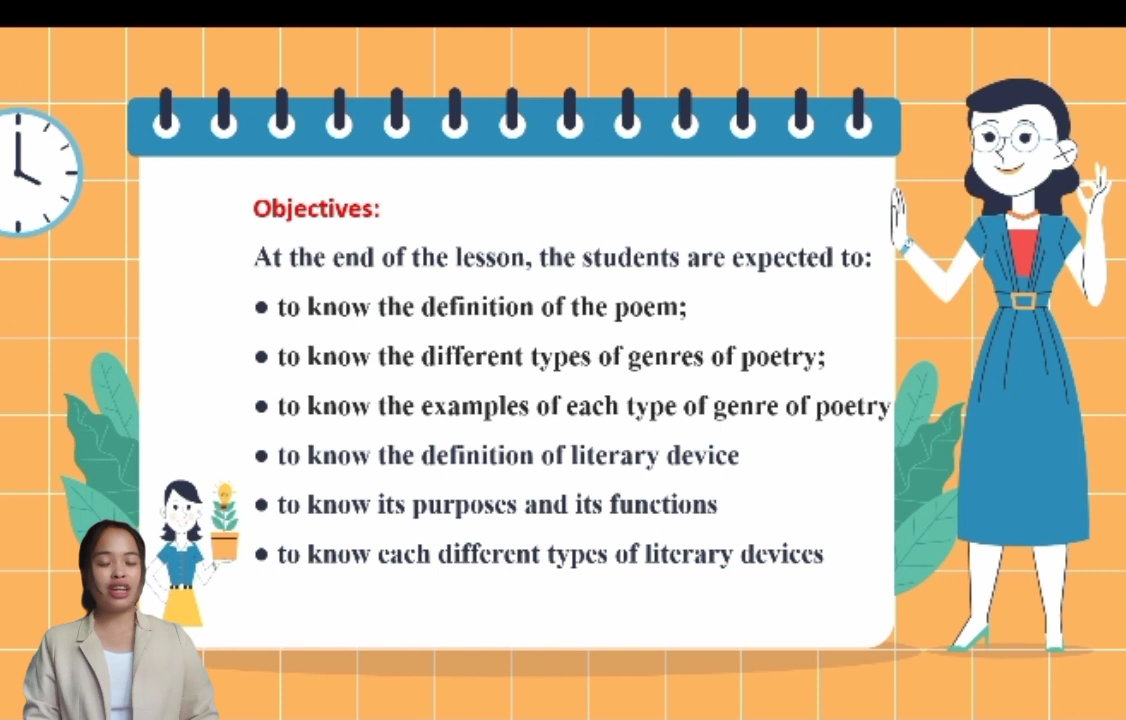 Objectives:
At the end of the lesson, the students are expected to:
● to know the definition of the poem;
● to know the different types of genres of poetry;
● to know the examples of each type of genre of poetry
● to know the definition of literary device
● to know its purposes and its functions
● to know each different types of literary devices